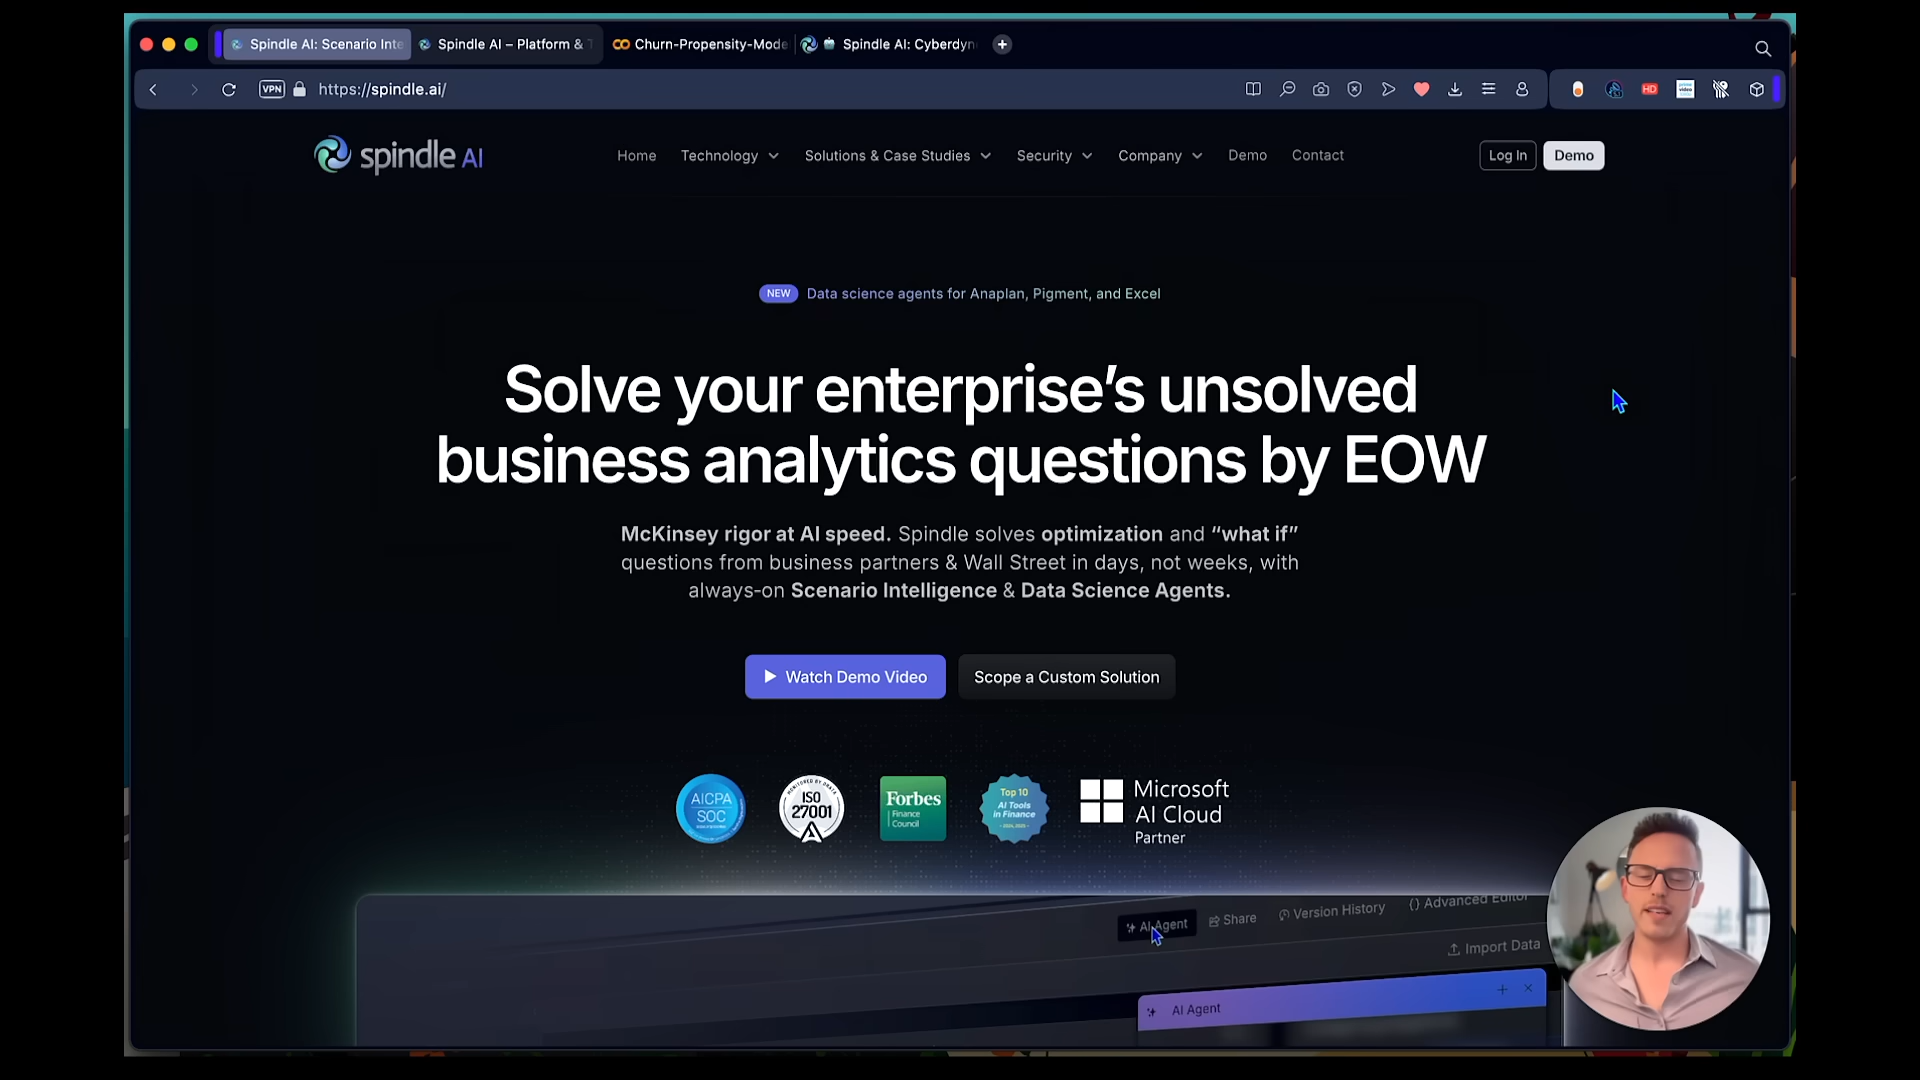 Spindle AI: Scenario Inte
Spindle AI – Platform &
Churn-Propensity-Mode
Spindle AI: Cyberdyn
VPN
https://spindle.ai/
HD
spindle AI
Home
Technology
Solutions & Case Studies
Security
Company
Demo
Contact
Log In
Demo
NEW
Data science agents for Anaplan, Pigment, and Excel
Solve your enterprise’s unsolved
business analytics questions by EOW
McKinsey rigor at AI speed. Spindle solves optimization and “what if”
questions from business partners & Wall Street in days, not weeks, with
always-on Scenario Intelligence & Data Science Agents.
Watch Demo Video
Scope a Custom Solution
AICPA
SOC
ISO
27001
Forbes
Finance
Council
Top 10
AI Tools
in Finance
Microsoft
AI Cloud
Partner
AI Agent
Share
Version History
{} Advanced Editor
Import Data
AI Agent